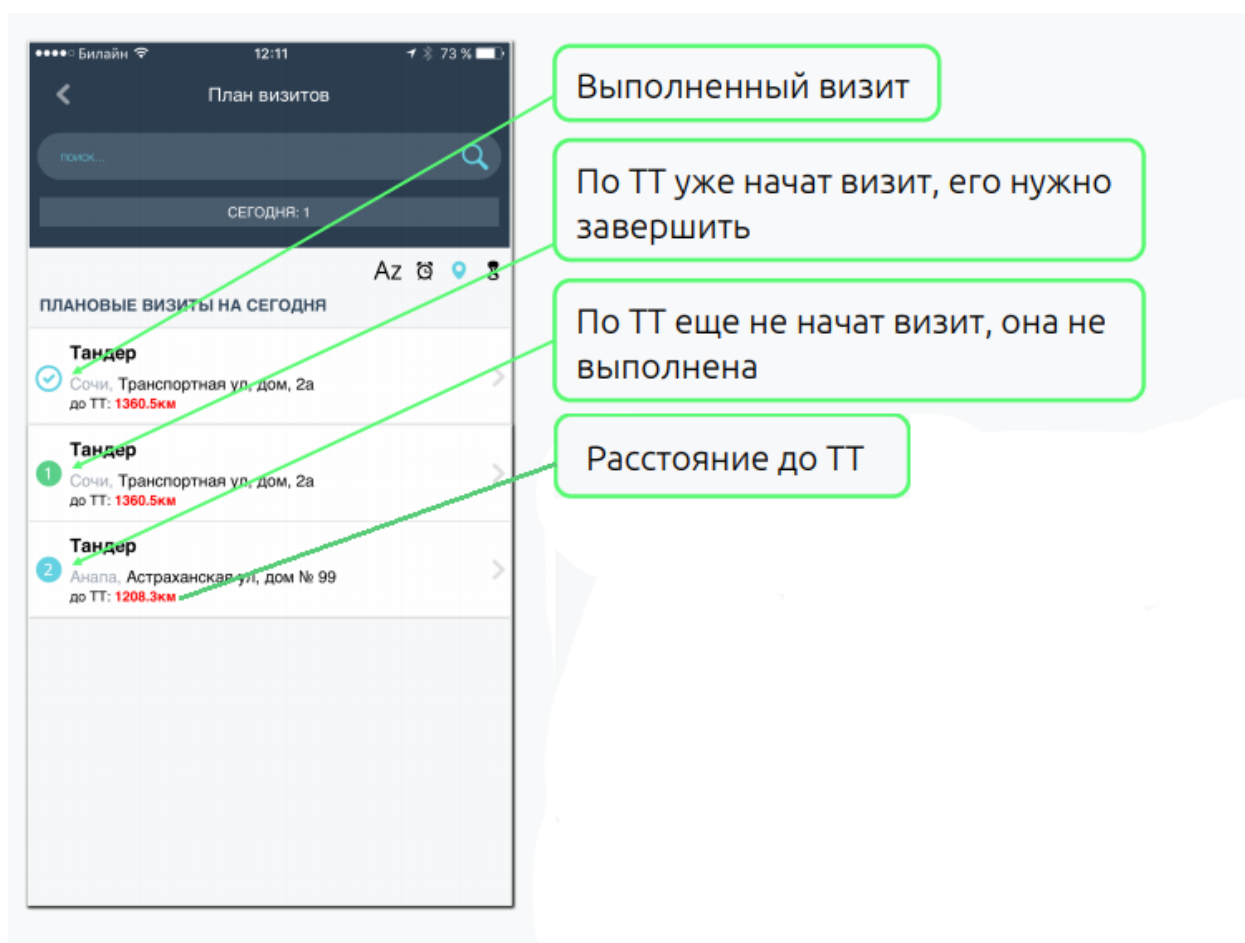 Билайн 12:11 73 %
План визитов
поиск...
СЕГОДНЯ: 1
Az
ПЛАНОВЫЕ ВИЗИТЫ НА СЕГОДНЯ
Тандер
Сочи, Транспортная ул, дом, 2а
до ТТ: 1360.5км
Тандер
1
Сочи, Транспортная ул, дом, 2а
до ТТ: 1360.5км
Тандер
2
Анапа, Астраханская ул, дом № 99
до ТТ: 1208.3км
Выполненный визит
По ТТ уже начат визит, его нужно
завершить
По ТТ еще не начат визит, она не
выполнена
Расстояние до ТТ